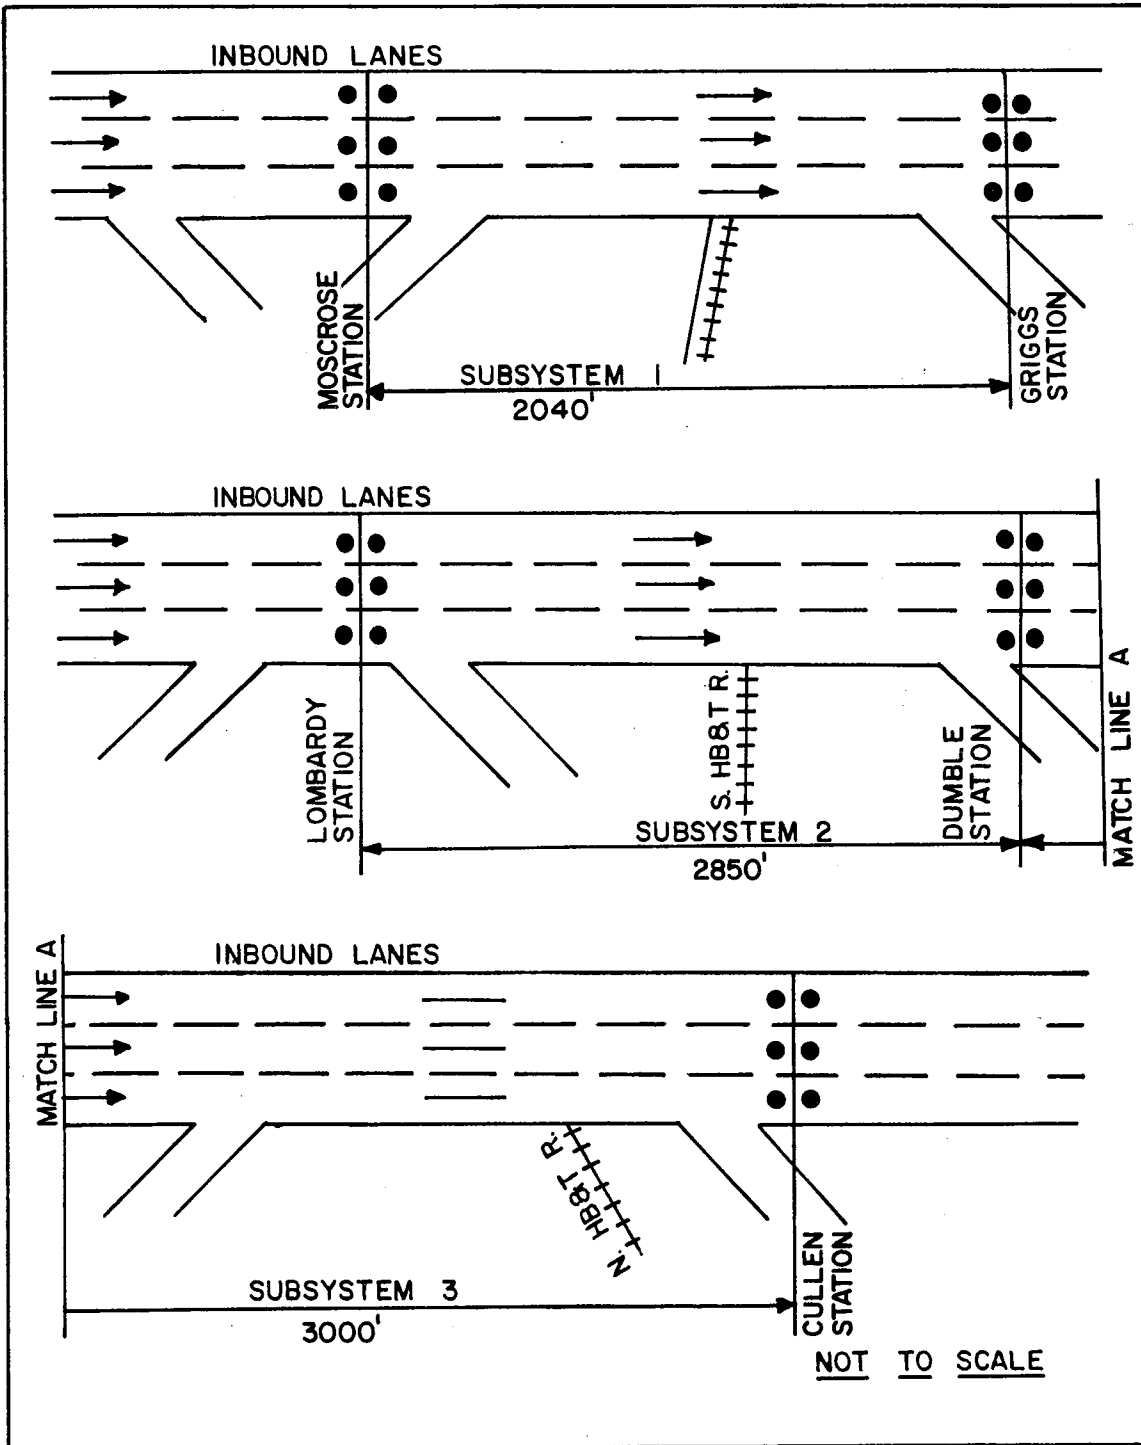 INBOUND LANES
MOSCROSE
STATION
GRIGGS
STATION
SUBSYSTEM 1
2040'
INBOUND LANES
LOMBARDY
STATION
S. HB&T R.
DUMBLE
STATION
MATCH LINE A
SUBSYSTEM 2
2850'
MATCH LINE A
INBOUND LANES
N. HB&T R.
CULLEN
STATION
SUBSYSTEM 3
3000'
NOT TO SCALE